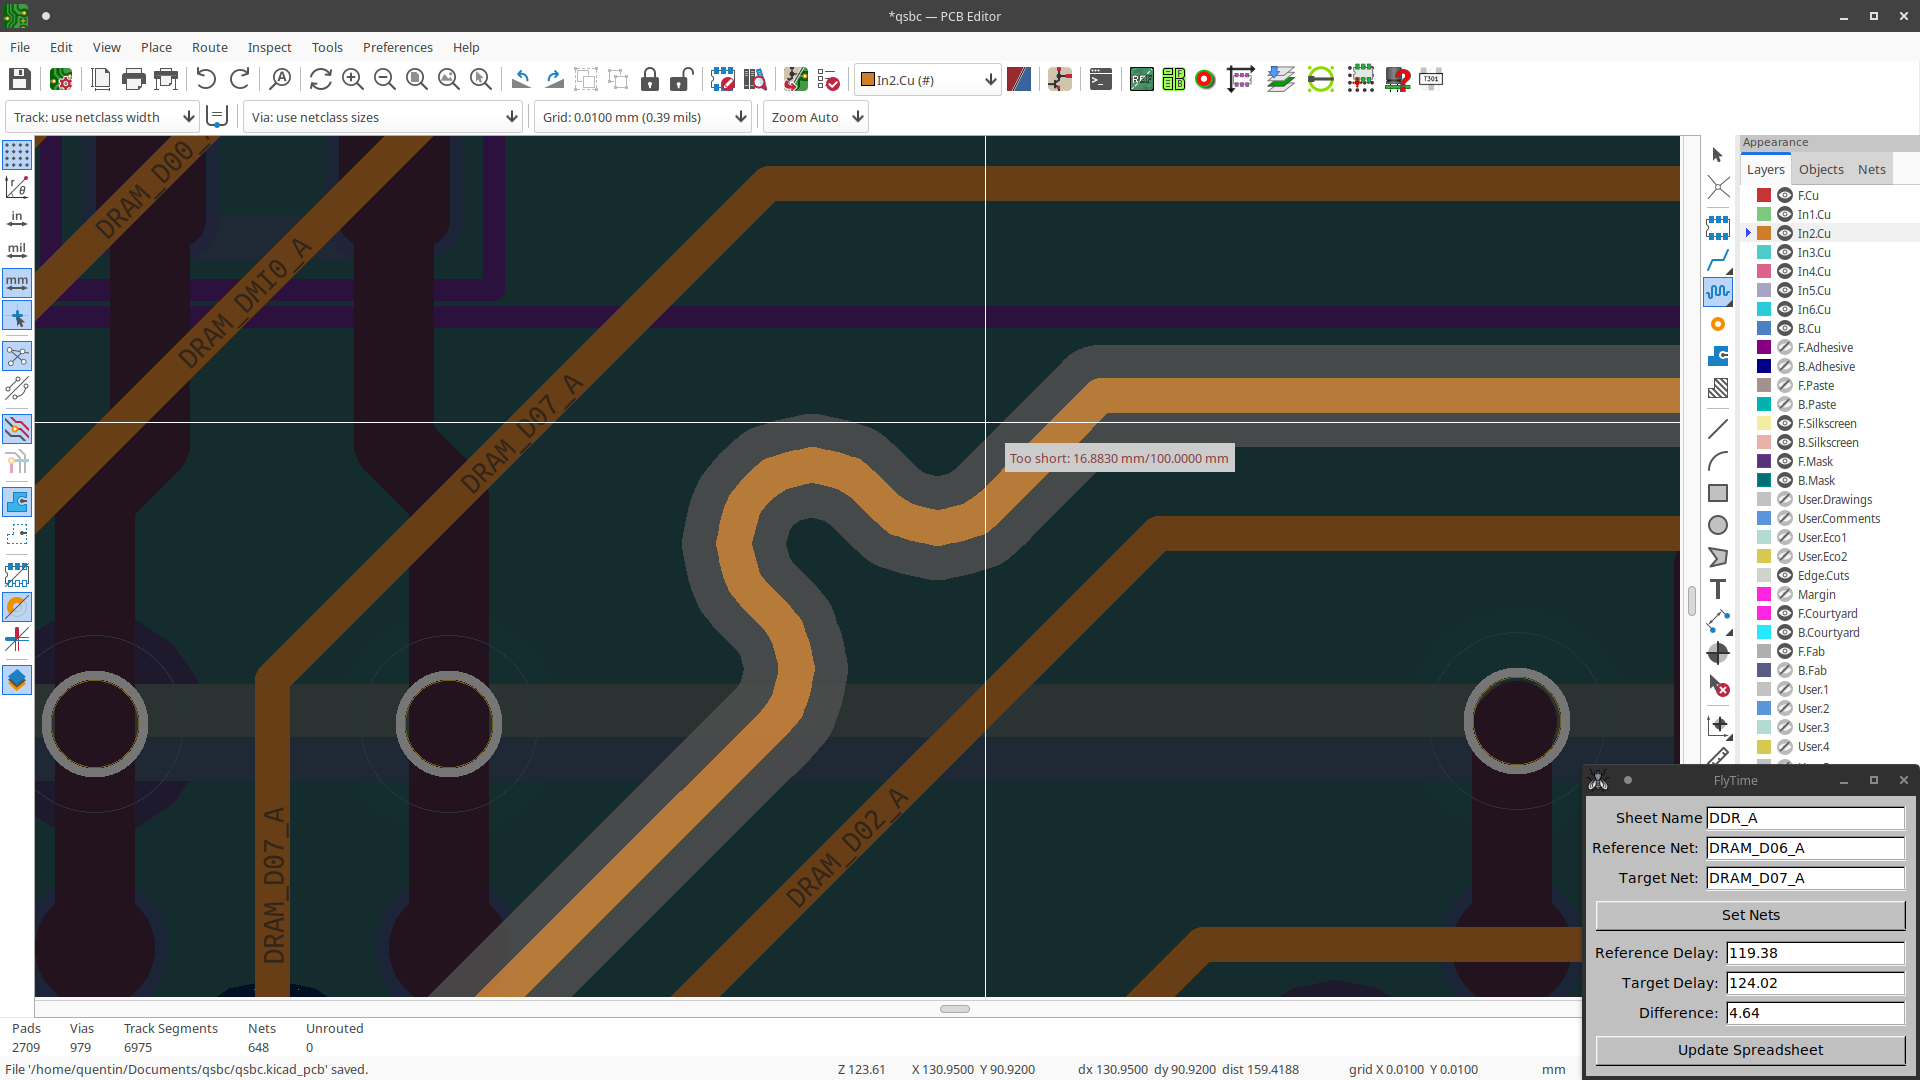 *qsbc — PCB Editor
File Edit View Place Route Inspect Tools Preferences Help
In2.Cu (#)
T301
Track: use netclass width
Via: use netclass sizes
Grid: 0.0100 mm (0.39 mils)
Zoom Auto
in
mil
mm
DRAM_D00_
DRAM_DMI0_A
DRAM_D07_A
DRAM_D07_A
DRAM_D02_A
Too short: 16.8830 mm/100.0000 mm
Appearance
Layers Objects Nets
F.Cu
In1.Cu
In2.Cu
In3.Cu
In4.Cu
In5.Cu
In6.Cu
B.Cu
F.Adhesive
B.Adhesive
F.Paste
B.Paste
F.Silkscreen
B.Silkscreen
F.Mask
B.Mask
User.Drawings
User.Comments
User.Eco1
User.Eco2
Edge.Cuts
Margin
F.Courtyard
B.Courtyard
F.Fab
B.Fab
User.1
User.2
User.3
User.4
FlyTime
Sheet Name DDR_A
Reference Net: DRAM_D06_A
Target Net: DRAM_D07_A
Set Nets
Reference Delay: 119.38
Target Delay: 124.02
Difference: 4.64
Update Spreadsheet
Pads Vias Track Segments Nets Unrouted
2709 979 6975 648 0
File '/home/quentin/Documents/qsbc/qsbc.kicad_pcb' saved.
Z 123.61 X 130.9500 Y 90.9200 dx 130.9500 dy 90.9200 dist 159.4188 grid X 0.0100 Y 0.0100 mm